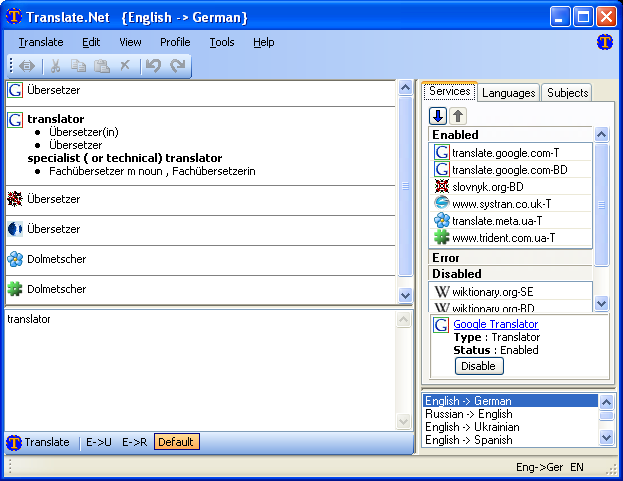 Translate.Net {English -> German}
Translate Edit View Profile Tools Help
Übersetzer
translator
Übersetzer(in)
Übersetzer
specialist ( or technical) translator
Fachübersetzer m noun , Fachübersetzerin
Übersetzer
Übersetzer
Dolmetscher
Dolmetscher
translator
Translate E->U E->R Default
Services Languages Subjects
Enabled
translate.google.com-T
translate.google.com-BD
slovnyk.org-BD
www.systran.co.uk-T
translate.meta.ua-T
www.trident.com.ua-T
Error
Disabled
wiktionary.org-SE
wiktionary.org-BD
Google Translator
Type : Translator
Status : Enabled
Disable
English -> German
Russian -> English
English -> Ukrainian
English -> Spanish
Eng->Ger EN